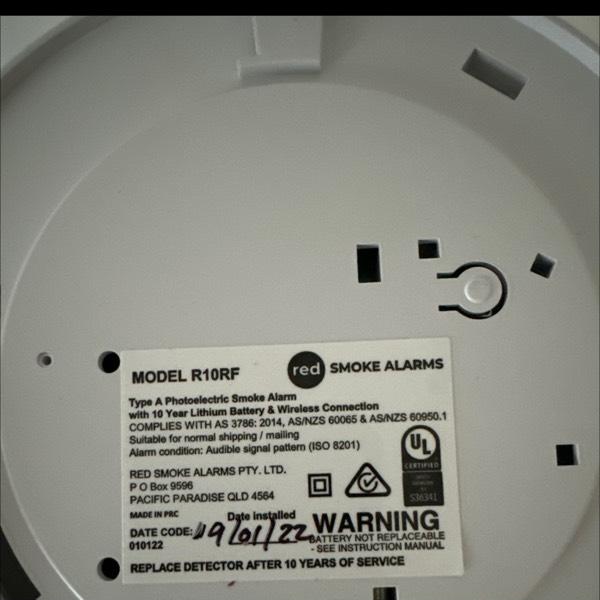 MODEL R10RF red SMOKE ALARMS
Type A Photoelectric Smoke Alarm
with 10 Year Lithium Battery & Wireless Connection
COMPLIES WITH AS 3786: 2014, AS/NZS 60065 & AS/NZS 60950.1
Suitable for normal shipping / mailing
Alarm condition: Audible signal pattern (ISO 8201)
RED SMOKE ALARMS PTY. LTD.
P O Box 9596
PACIFIC PARADISE QLD 4564
UL
CERTIFIED
S36341
MADE IN PRC
Date installed
DATE CODE:
010122
9/01/22
WARNING
BATTERY NOT REPLACEABLE
- SEE INSTRUCTION MANUAL
REPLACE DETECTOR AFTER 10 YEARS OF SERVICE